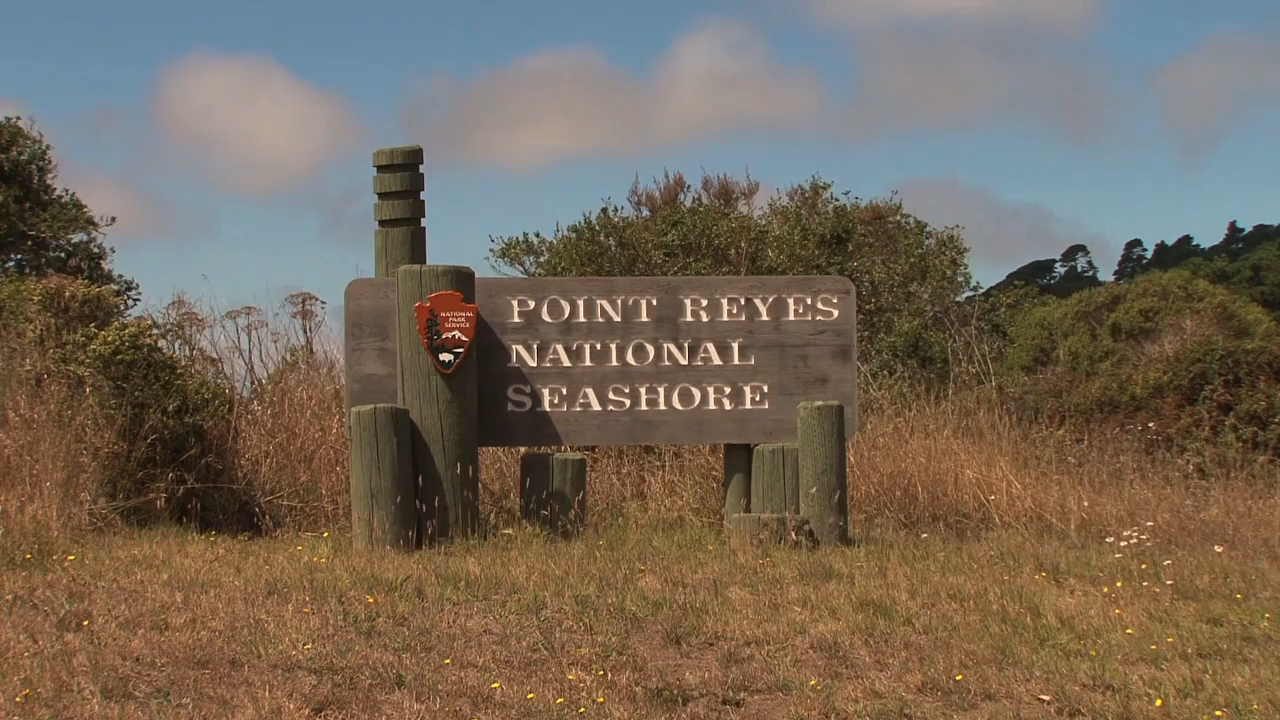 NATIONAL
PARK
SERVICE
POINT REYES
NATIONAL
SEASHORE